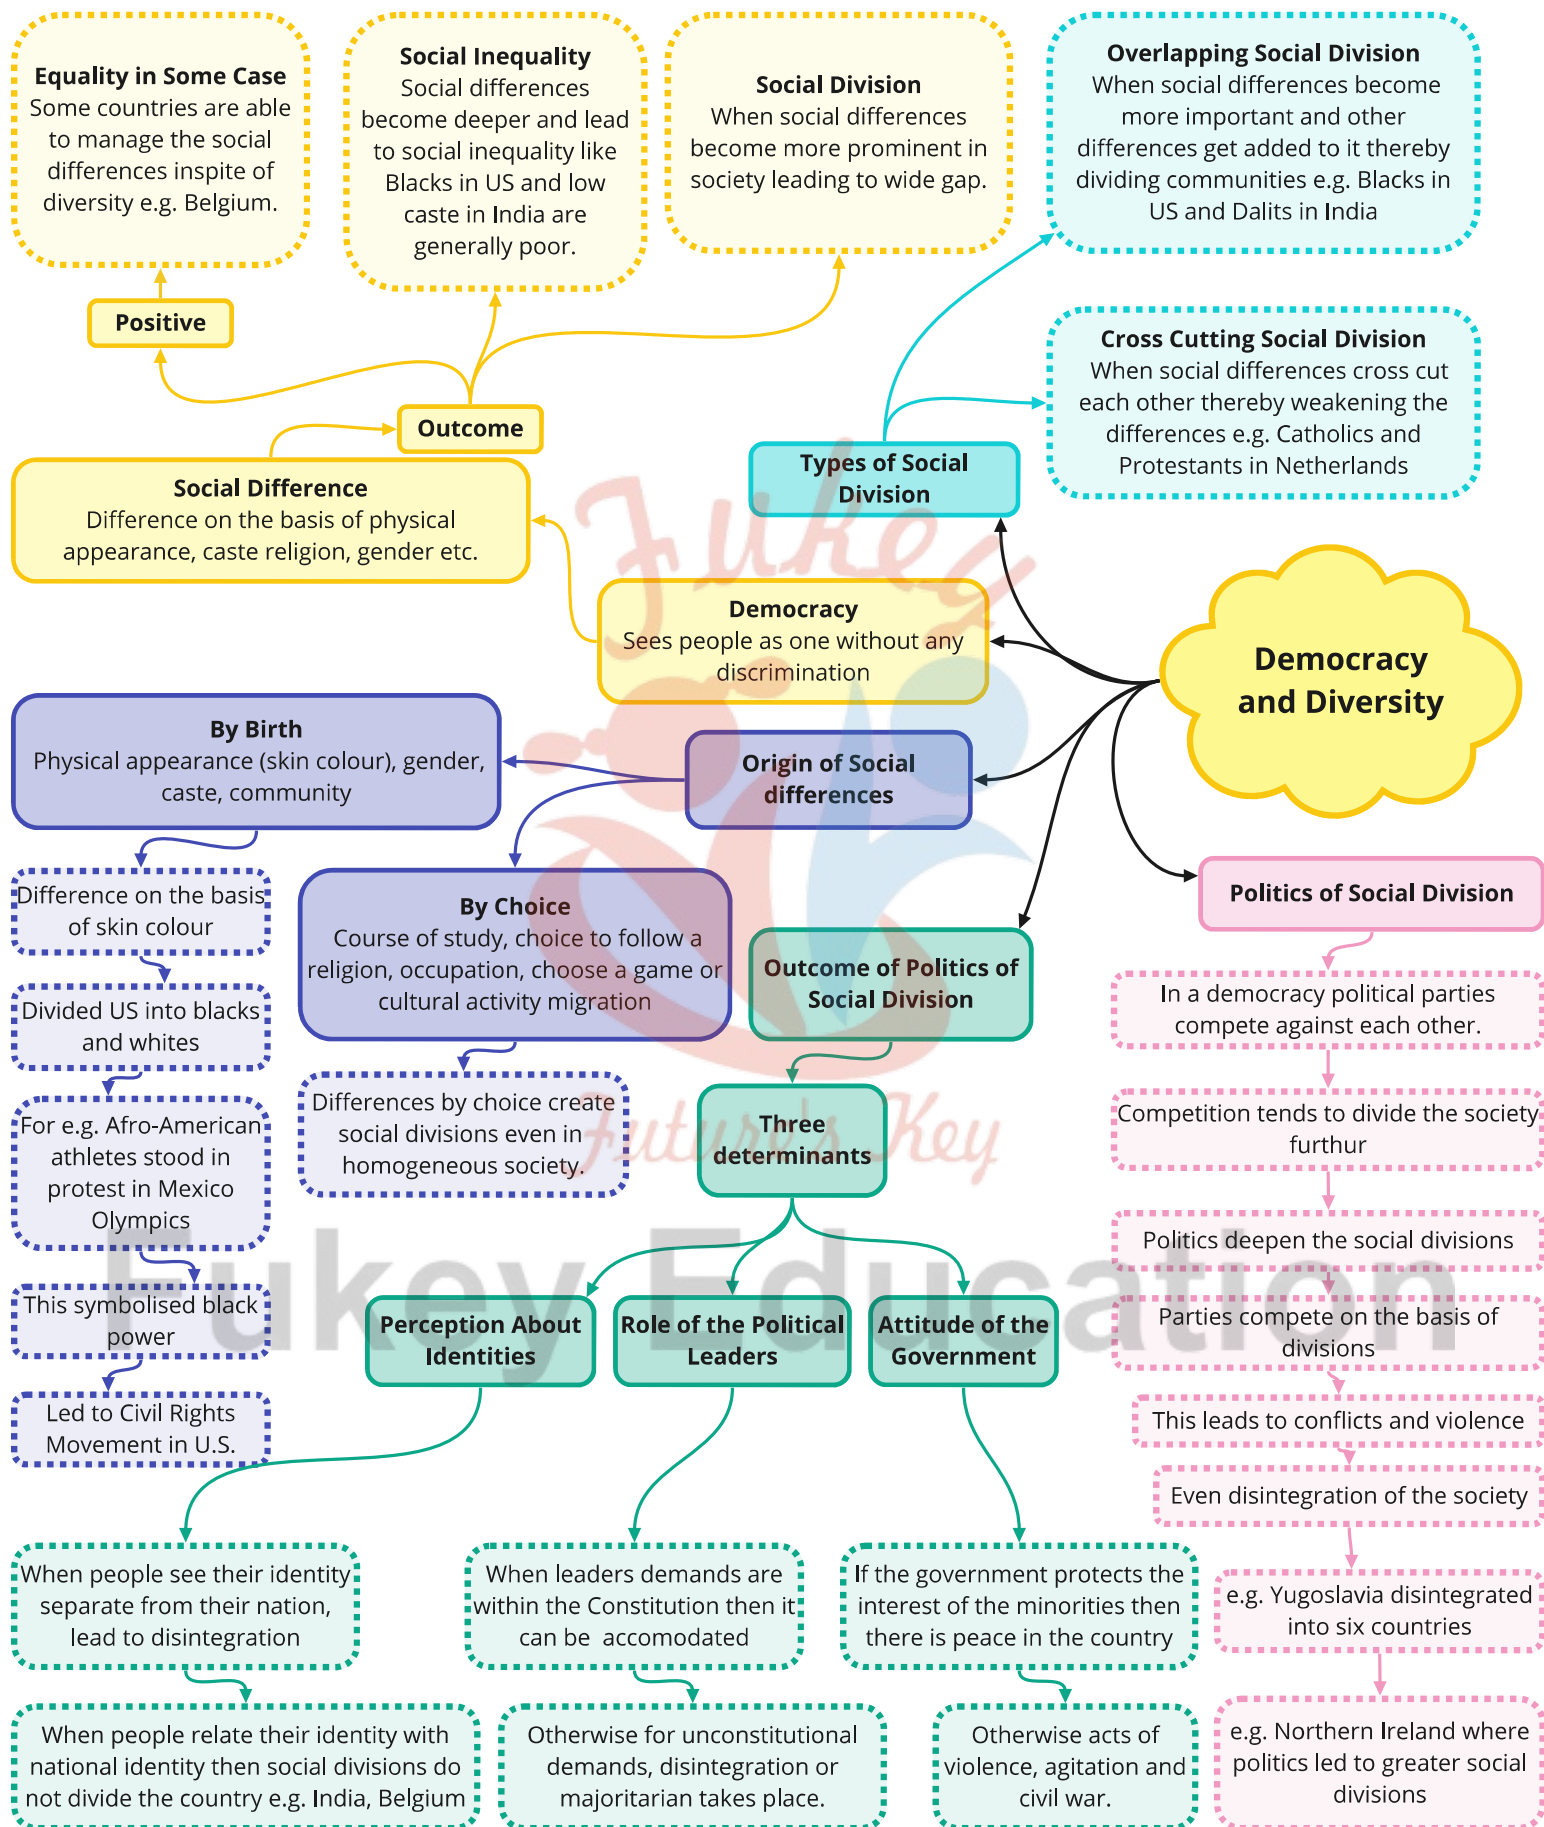 Equality in Some Case
Some countries are able
to manage the social
differences inspite of
diversity e.g. Belgium.
Social Inequality
Social differences
become deeper and lead
to social inequality like
Blacks in US and low
caste in India are
generally poor.
Social Division
When social differences
become more prominent in
society leading to wide gap.
Overlapping Social Division
When social differences become
more important and other
differences get added to it thereby
dividing communities e.g. Blacks in
US and Dalits in India
Positive
Cross Cutting Social Division
When social differences cross cut
each other thereby weakening the
differences e.g. Catholics and
Protestants in Netherlands
Outcome
Types of Social
Division
Social Difference
Difference on the basis of physical
appearance, caste religion, gender etc.
Fukey
Democracy
Sees people as one without any
discrimination
Democracy
and Diversity
By Birth
Physical appearance (skin colour), gender,
caste, community
Origin of Social
differences
Difference on the basis
of skin colour
Divided US into blacks
and whites
For e.g. Afro-American
athletes stood in
protest in Mexico
Olympics
This symbolised black
power
Led to Civil Rights
Movement in U.S.
By Choice
Course of study, choice to follow a
religion, occupation, choose a game or
cultural activity migration
Differences by choice create
social divisions even in
homogeneous society.
Outcome of Politics of
Social Division
Three
determinants
Future's Key
Fukey Education
Perception About
Identities
Role of the Political
Leaders
Attitude of the
Government
When people see their identity
separate from their nation,
lead to disintegration
When people relate their identity with
national identity then social divisions do
not divide the country e.g. India, Belgium
When leaders demands are
within the Constitution then it
can be accomodated
Otherwise for unconstitutional
demands, disintegration or
majoritarian takes place.
If the government protects the
interest of the minorities then
there is peace in the country
Otherwise acts of
violence, agitation and
civil war.
Politics of Social Division
In a democracy political parties
compete against each other.
Competition tends to divide the society
furthur
Politics deepen the social divisions
Parties compete on the basis of
divisions
This leads to conflicts and violence
Even disintegration of the society
e.g. Yugoslavia disintegrated
into six countries
e.g. Northern Ireland where
politics led to greater social
divisions